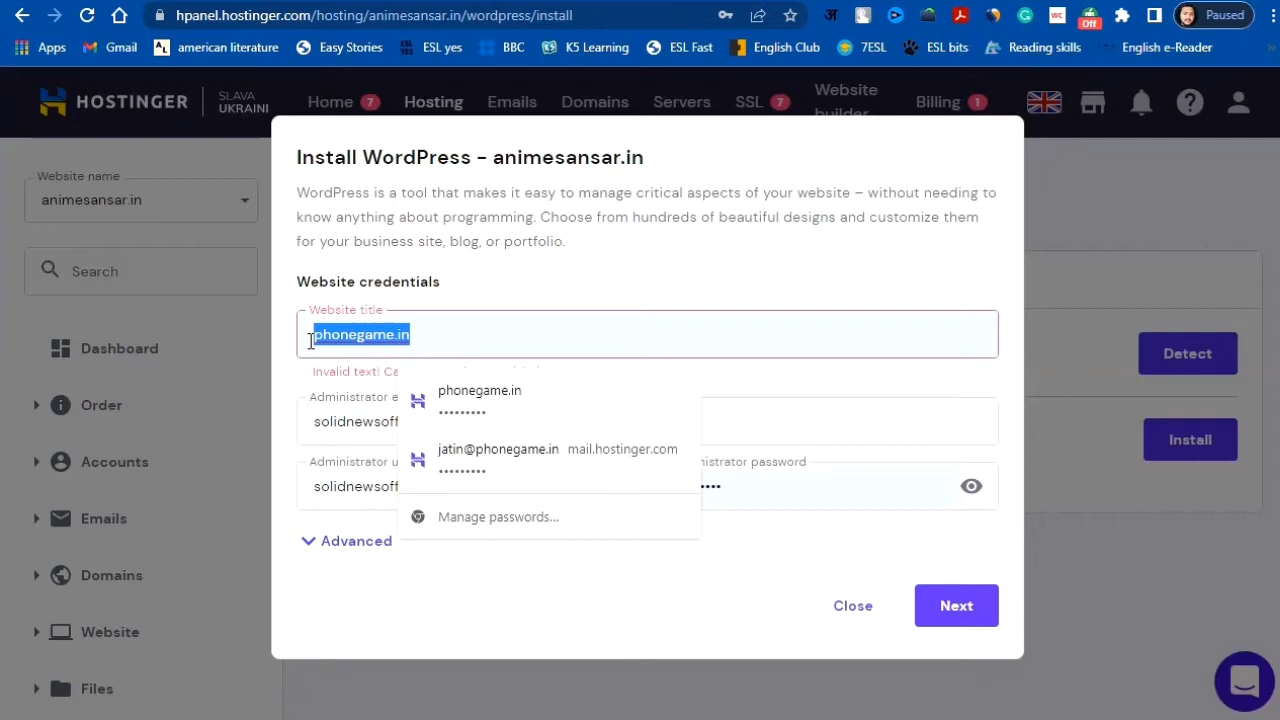 hpanel.hostinger.com/hosting/animesansar.in/wordpress/install
अ
WC
Off
Paused
Apps
Gmail
american literature
Easy Stories
ESL yes
BBC
K5 Learning
ESL Fast
English Club
7ESL
ESL bits
Reading skills
English e-Reader
HOSTINGER
SLAVA
UKRAINI
Home 7
Hosting
Emails
Domains
Servers
SSL 7
Website
builder
Billing 1
Website name
animesansar.in
Search
Dashboard
Order
Accounts
Emails
Domains
Website
Files
Install WordPress - animesansar.in
WordPress is a tool that makes it easy to manage critical aspects of your website – without needing to
know anything about programming. Choose from hundreds of beautiful designs and customize them
for your business site, blog, or portfolio.
Website credentials
Website title
phonegame.in
Invalid text! Ca
phonegame.in
•••••••••
jatin@phonegame.in mail.hostinger.com
•••••••••
Manage passwords...
Administrator e
solidnewsoff
Administrator u
solidnewsoff
nistrator password
••••
Advanced
Close
Next
Detect
Install